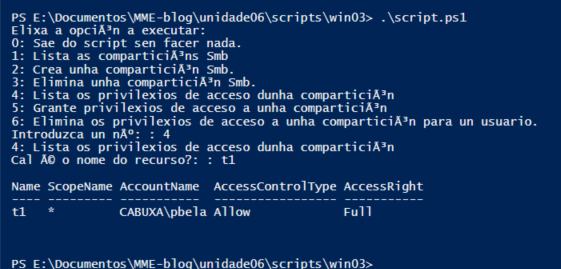 PS E:\Documentos\MME-blog\unidade06\scripts\win03> .\script.ps1
Elixa a opciÃ³n a executar:
0: Sae do script sen facer nada.
1: Lista as comparticiÃ³ns Smb
2: Crea unha comparticiÃ³n Smb.
3: Elimina unha comparticiÃ³n Smb.
4: Lista os privilexios de acceso dunha comparticiÃ³n
5: Grante privilexios de acceso a unha comparticiÃ³n
6: Elimina os privilexios de acceso a unha comparticiÃ³n para un usuario.
Introduzca un nÂº: : 4
4: Lista os privilexios de acceso dunha comparticiÃ³n
Cal Ã© o nome do recurso?: : t1
Name ScopeName AccountName  AccessControlType AccessRight
---- --------- -----------  ----------------- -----------
t1   *         CABUXA\pbela Allow             Full
PS E:\Documentos\MME-blog\unidade06\scripts\win03>